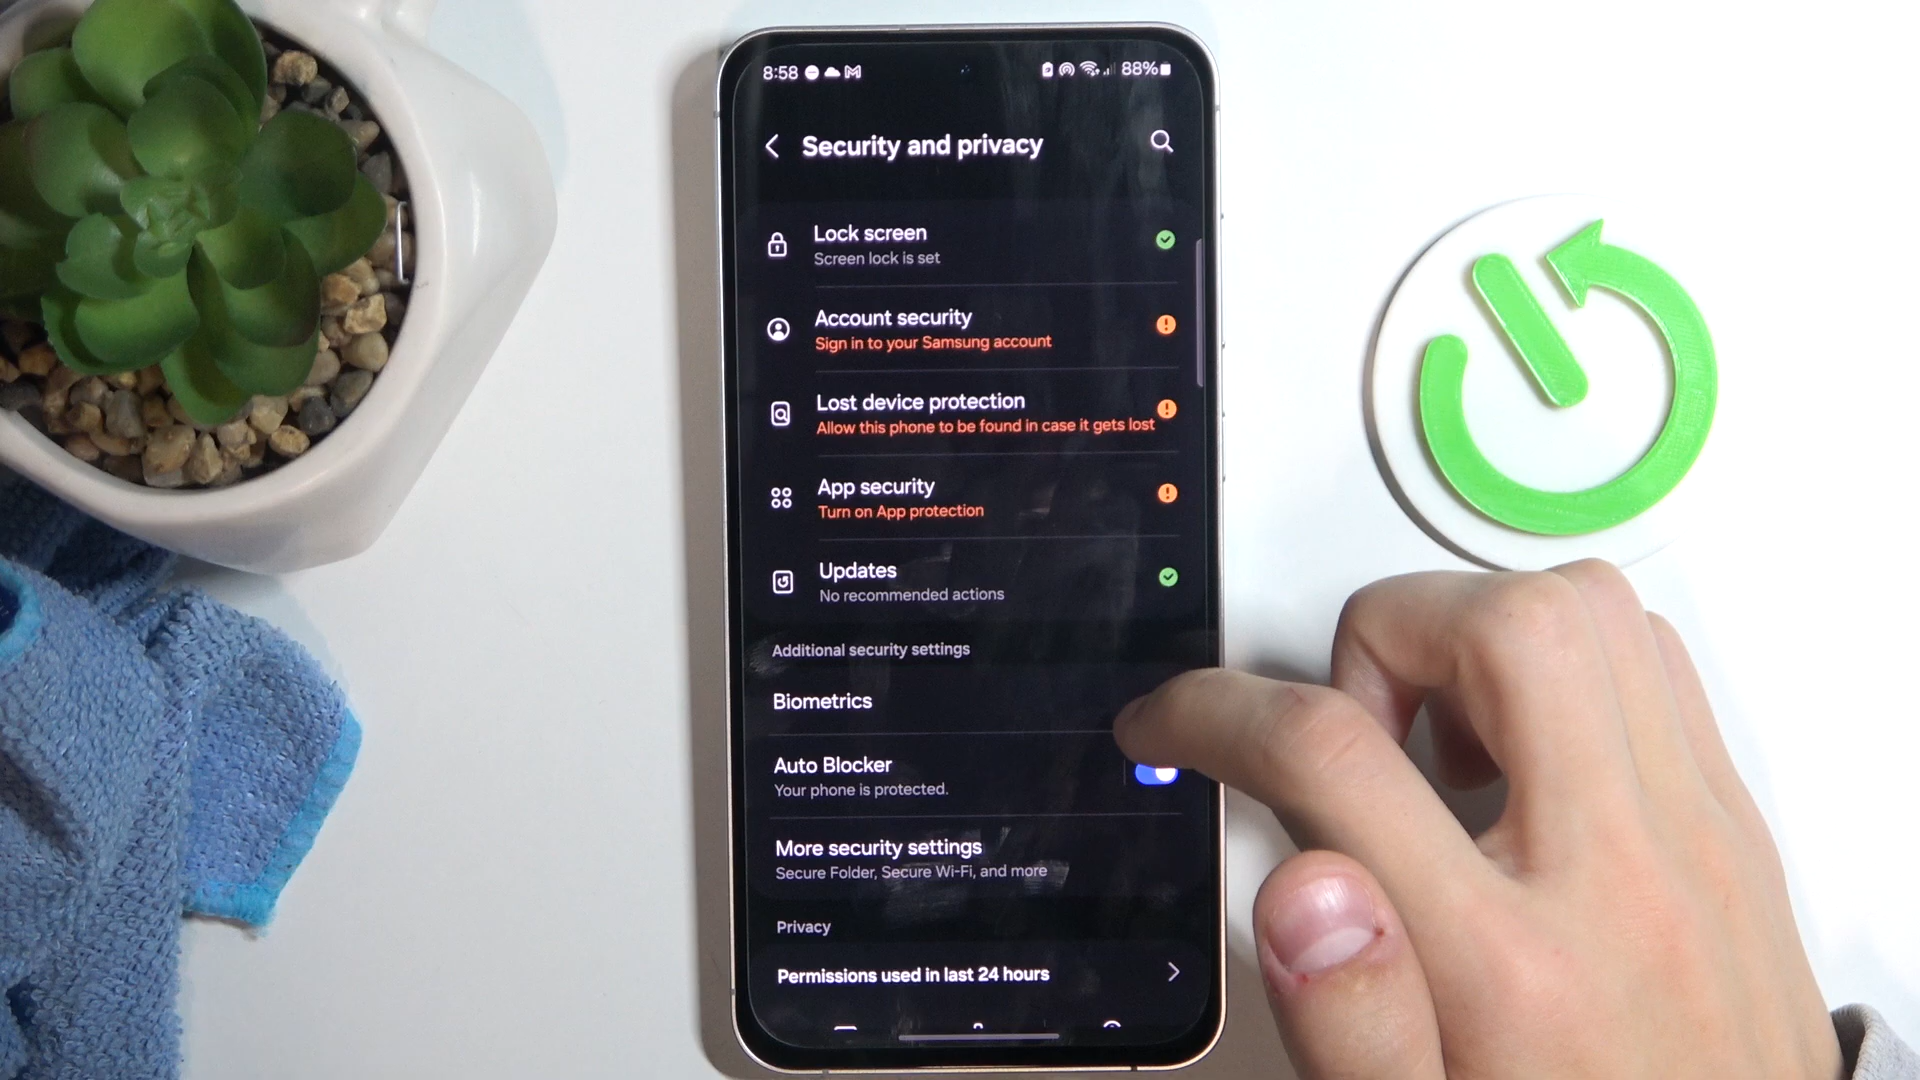 8:58 88%
Security and privacy
Lock screen
Screen lock is set
Account security
Sign in to your Samsung account
Lost device protection
Allow this phone to be found in case it gets lost
App security
Turn on App protection
Updates
No recommended actions
Additional security settings
Biometrics
Auto Blocker
Your phone is protected.
More security settings
Secure Folder, Secure Wi-Fi, and more
Privacy
Permissions used in last 24 hours